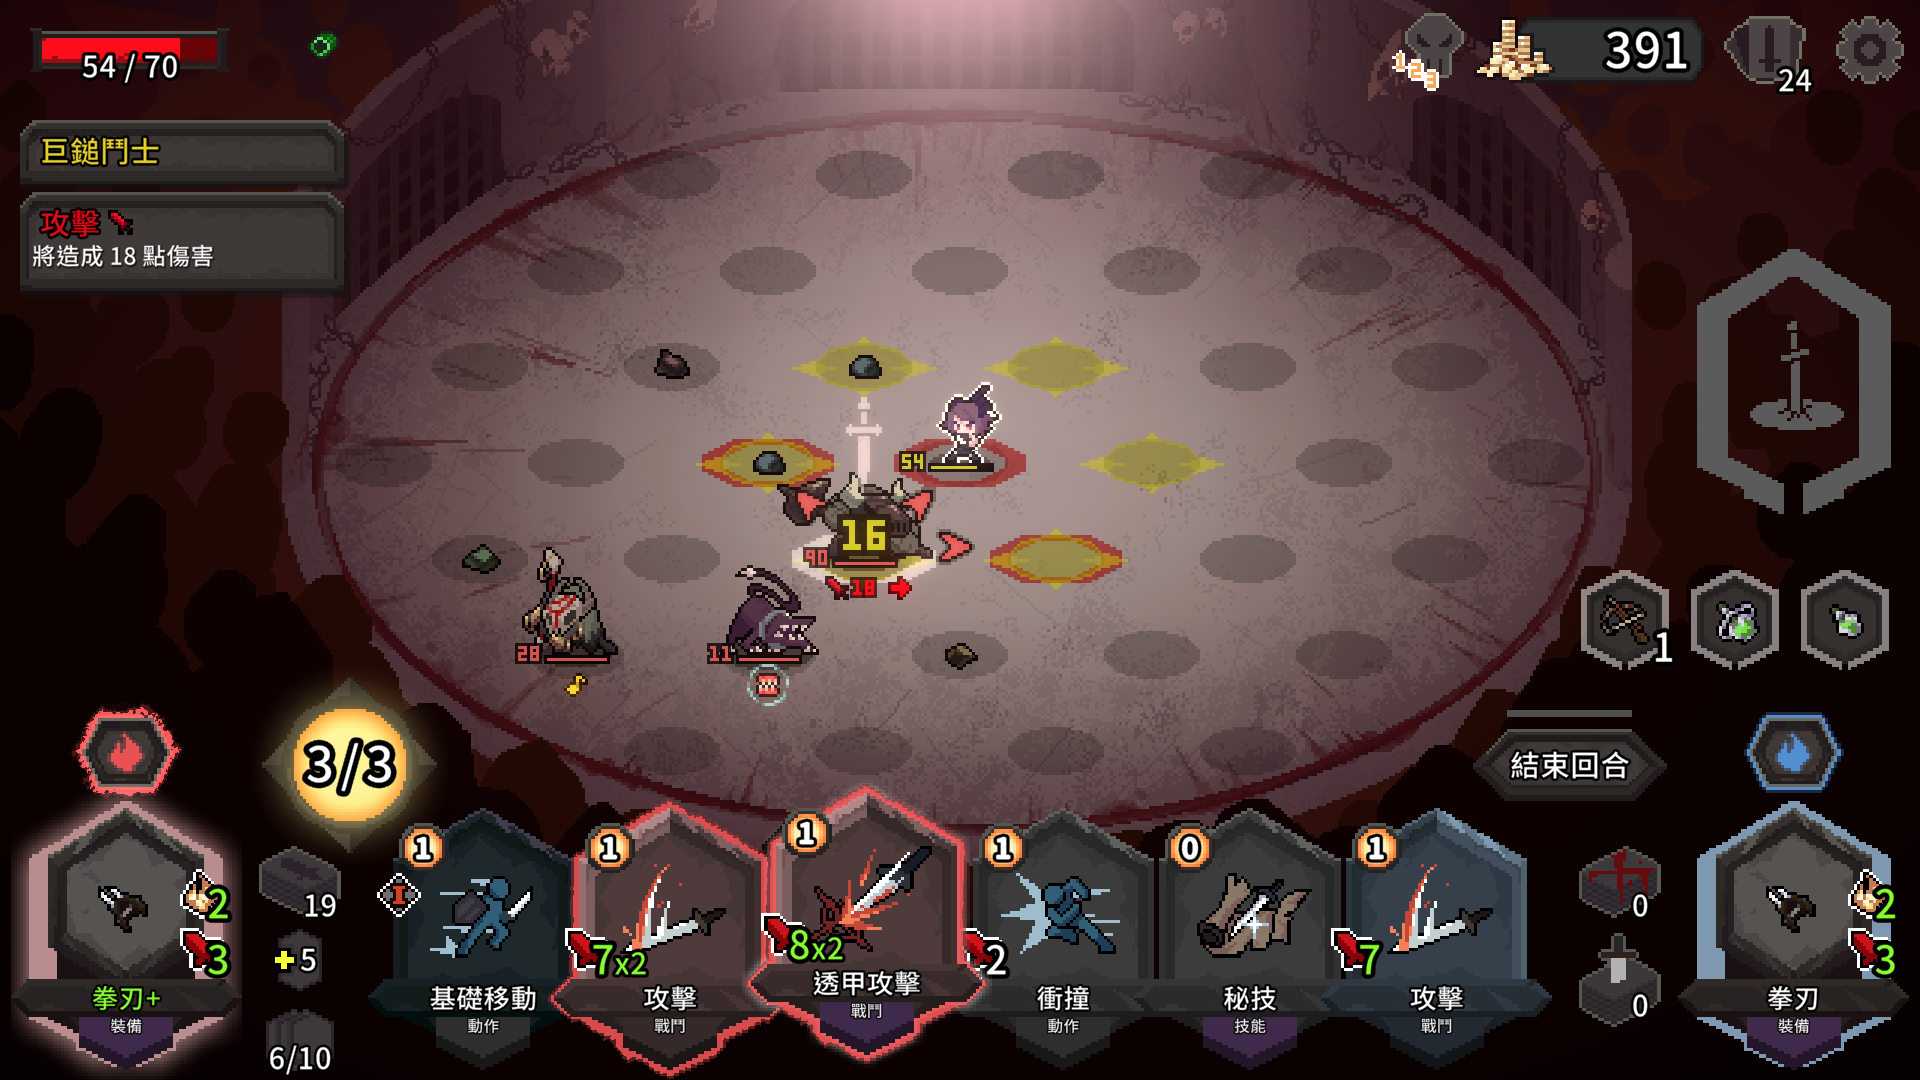 54 / 70
123
391
24
巨鎚鬥士
攻擊
將造成 18 點傷害
54
16
90
18
28
11
1
3/3
結束回合
2
3
拳刃+
裝備
19
+5
6/10
1
I
基礎移動
動作
1
7x2
攻擊
戰鬥
1
8x2
透甲攻擊
戰鬥
1
2
衝撞
動作
0
秘技
技能
1
7
攻擊
戰鬥
0
0
2
3
拳刃
裝備